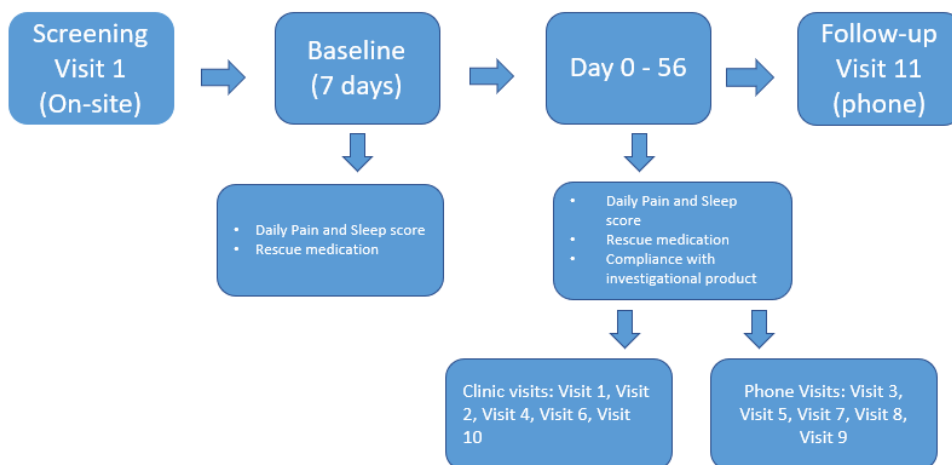 Screening
Visit 1
(On-site)
Baseline
(7 days)
Day 0 - 56
Follow-up
Visit 11
(phone)
• Daily Pain and Sleep score
• Rescue medication
• Daily Pain and Sleep
score
• Rescue medication
• Compliance with
investigational product
Clinic visits: Visit 1, Visit
2, Visit 4, Visit 6, Visit
10
Phone Visits: Visit 3,
Visit 5, Visit 7, Visit 8,
Visit 9